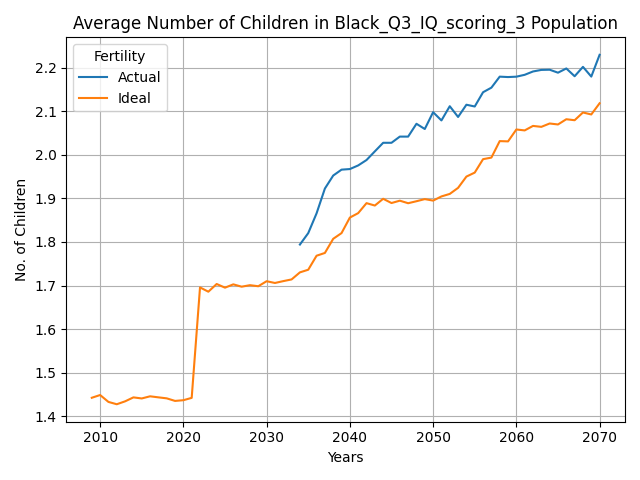 Average Number of Children in Black_Q3_IQ_scoring_3 Population
Fertility
Actual
Ideal
No. of Children
2.2
2.1
2.0
1.9
1.8
1.7
1.6
1.5
1.4
2010 2020 2030 2040 2050 2060 2070
Years